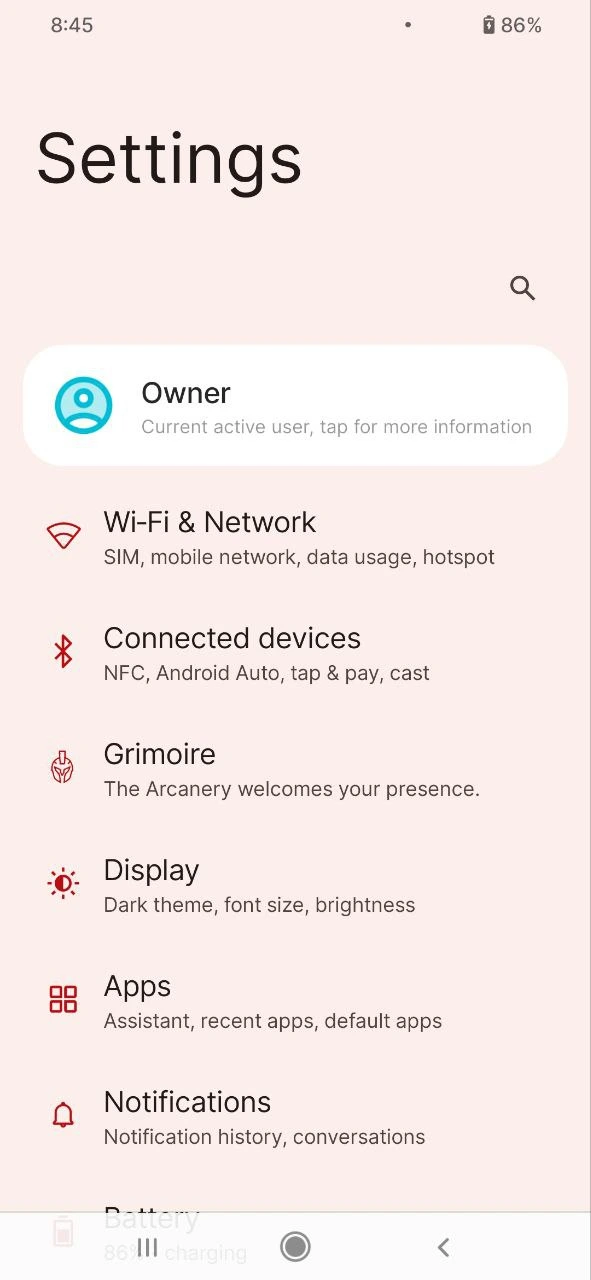 8:45
86%
Settings
Owner
Current active user, tap for more information
Wi-Fi & Network
SIM, mobile network, data usage, hotspot
Connected devices
NFC, Android Auto, tap & pay, cast
Grimoire
The Arcanery welcomes your presence.
Display
Dark theme, font size, brightness
Apps
Assistant, recent apps, default apps
Notifications
Notification history, conversations
Battery
86% charging